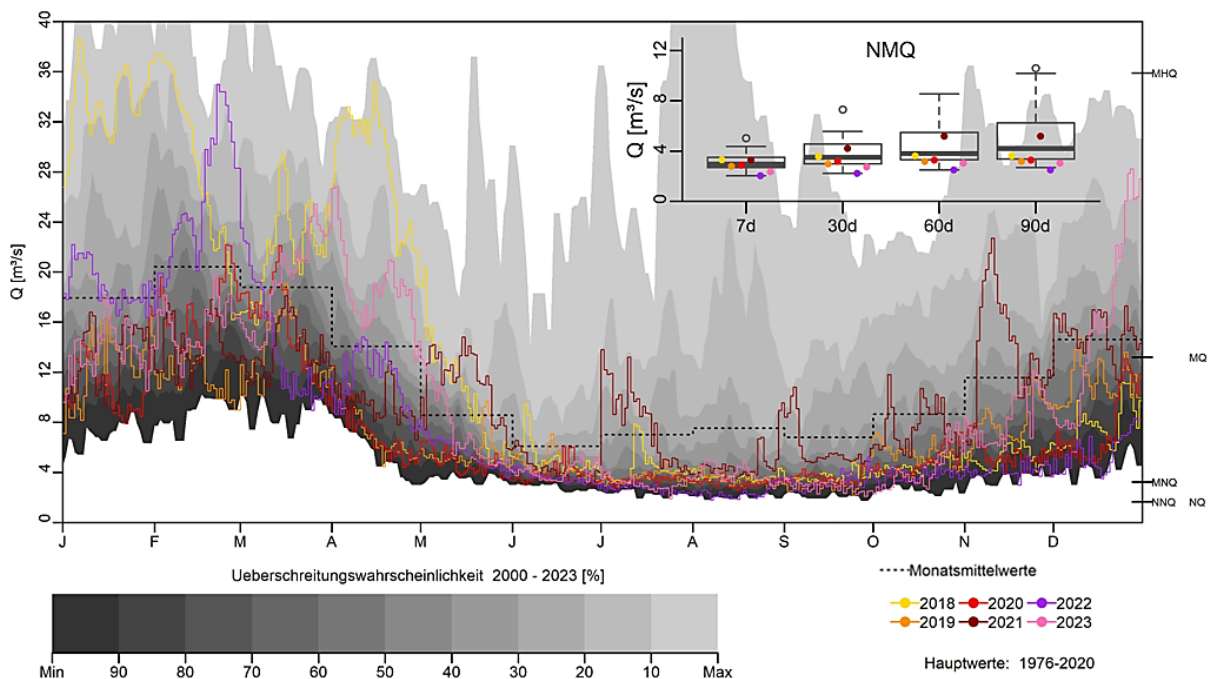 40
36
32
28
24
20
16
12
8
4
0
Q [m³/s]
J F M A M J J A S O N D
NMQ
12
8
4
0
Q [m³/s]
7d 30d 60d 90d
MHQ
MQ
MNQ
NNQ NQ
Ueberschreitungswahrscheinlichkeit 2000 - 2023 [%]
Min 90 80 70 60 50 40 30 20 10 Max
Monatsmittelwerte
2018 2020 2022
2019 2021 2023
Hauptwerte: 1976-2020